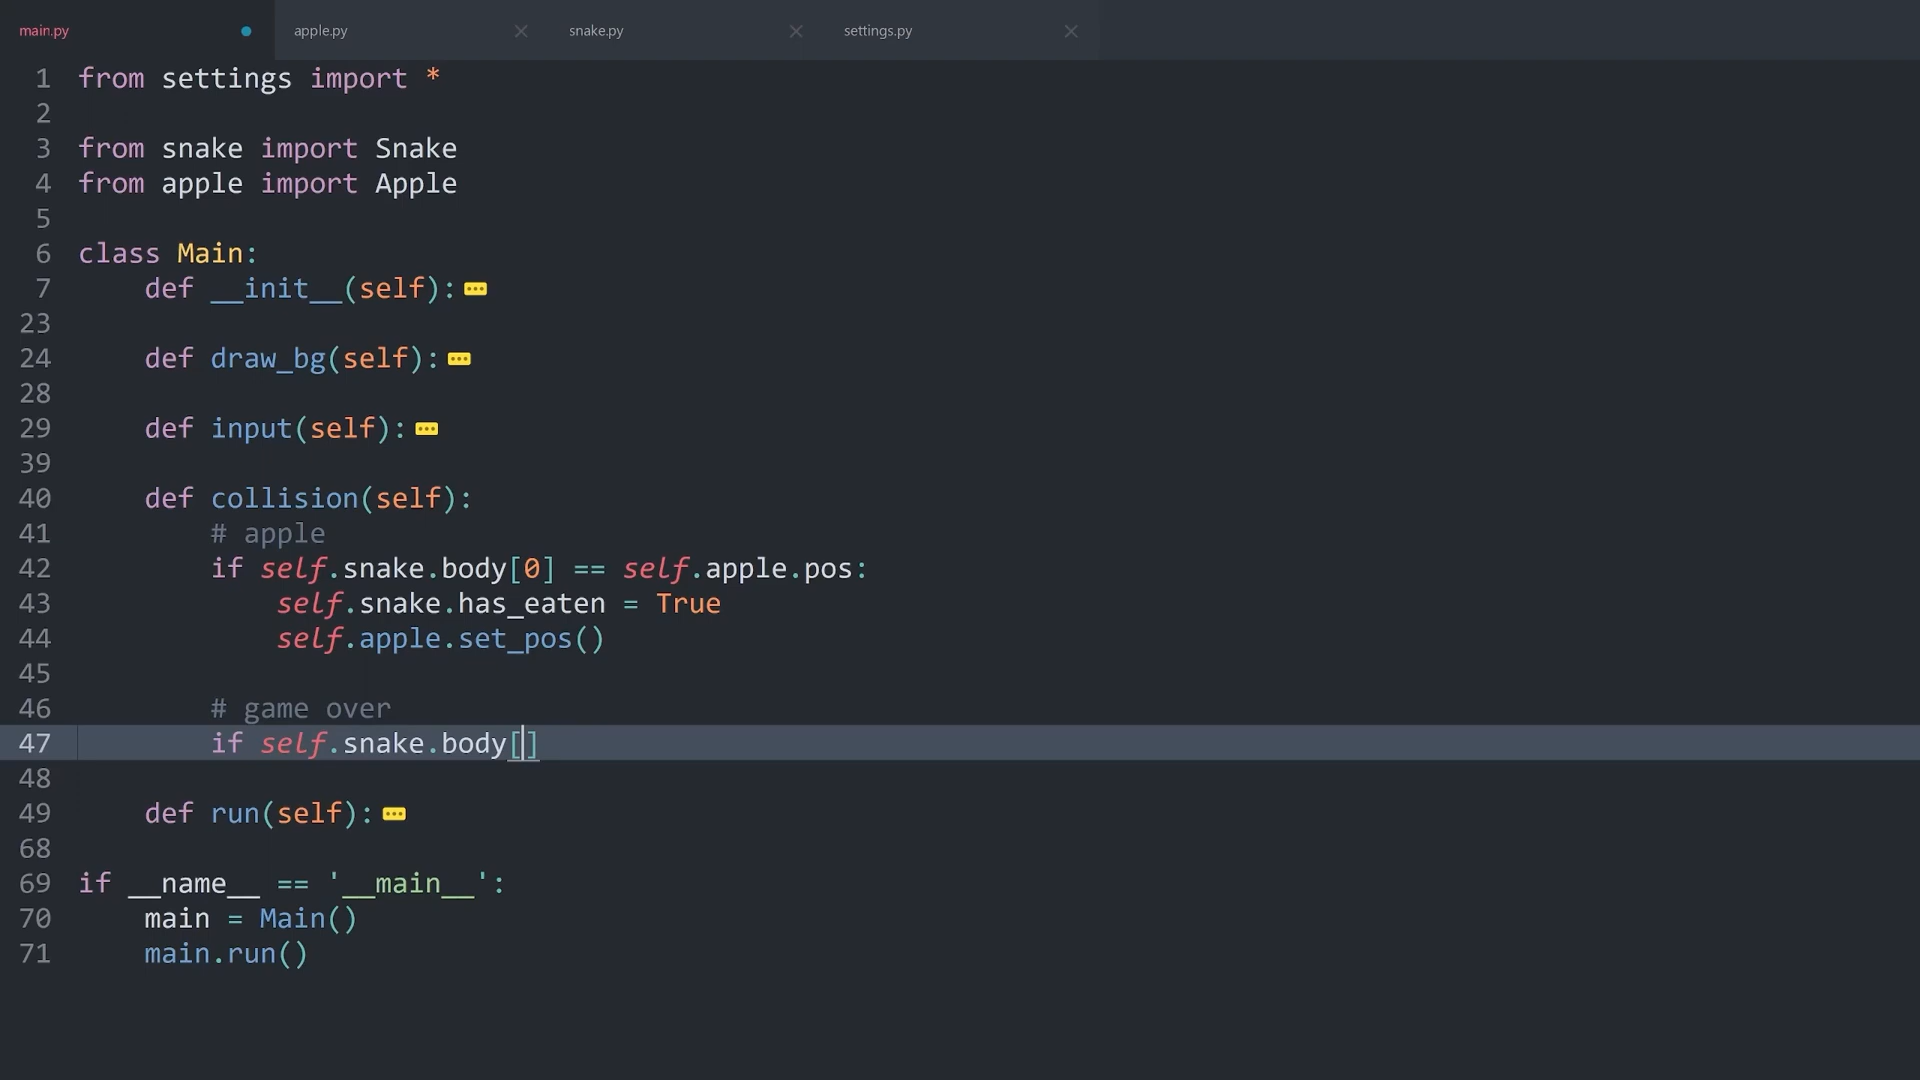 main.py apple.py snake.py settings.py
1 from settings import *
2
3 from snake import Snake
4 from apple import Apple
5
6 class Main:
7 def __init__(self):
23
24 def draw_bg(self):
28
29 def input(self):
39
40 def collision(self):
41 # apple
42 if self.snake.body[0] == self.apple.pos:
43 self.snake.has_eaten = True
44 self.apple.set_pos()
45
46 # game over
47 if self.snake.body[]
48
49 def run(self):
68
69 if __name__ == '__main__':
70 main = Main()
71 main.run()